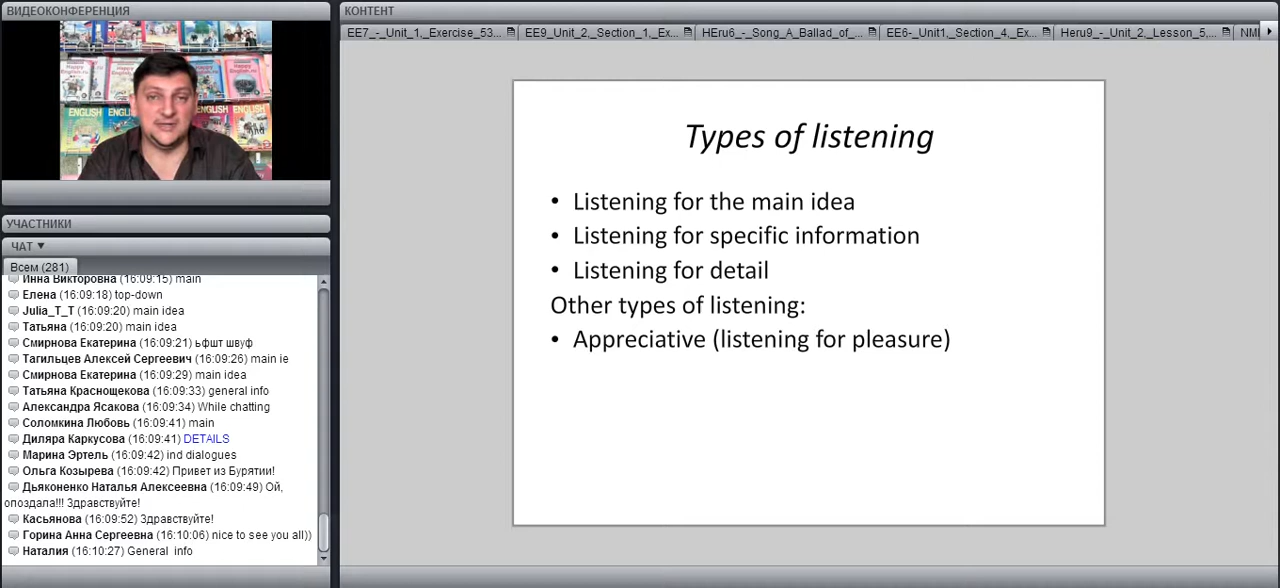 ВИДЕОКОНФЕРЕНЦИЯ
УЧАСТНИКИ
ЧАТ ▼
Всем (281)
Инна Викторовна (16:09:15) main
Елена (16:09:18) top-down
Julia_T_T (16:09:20) main idea
Татьяна (16:09:20) main idea
Смирнова Екатерина (16:09:21) ьфшт швуф
Тагильцев Алексей Сергеевич (16:09:26) main ie
Смирнова Екатерина (16:09:29) main idea
Татьяна Краснощекова (16:09:33) general info
Александра Ясакова (16:09:34) While chatting
Соломкина Любовь (16:09:41) main
Диляра Каркусова (16:09:41) DETAILS
Марина Эртель (16:09:42) ind dialogues
Ольга Козырева (16:09:42) Привет из Бурятии!
Дьяконенко Наталья Алексеевна (16:09:49) Ой,
опоздала!!! Здравствуйте!
Касьянова (16:09:52) Здравствуйте!
Горина Анна Сергеевна (16:10:06) nice to see you all))
Наталия (16:10:27) General info
КОНТЕНТ
EE7_-_Unit_1,_Exercise_53...
EE9_Unit_2,_Section_1,_Ex...
HEru6_-_Song_A_Ballad_of_...
EE6-_Unit1,_Section_4,_Ex...
Heru9_-_Unit_2,_Lesson_5,...
Types of listening
• Listening for the main idea
• Listening for specific information
• Listening for detail
Other types of listening:
• Appreciative (listening for pleasure)
ENGLISH